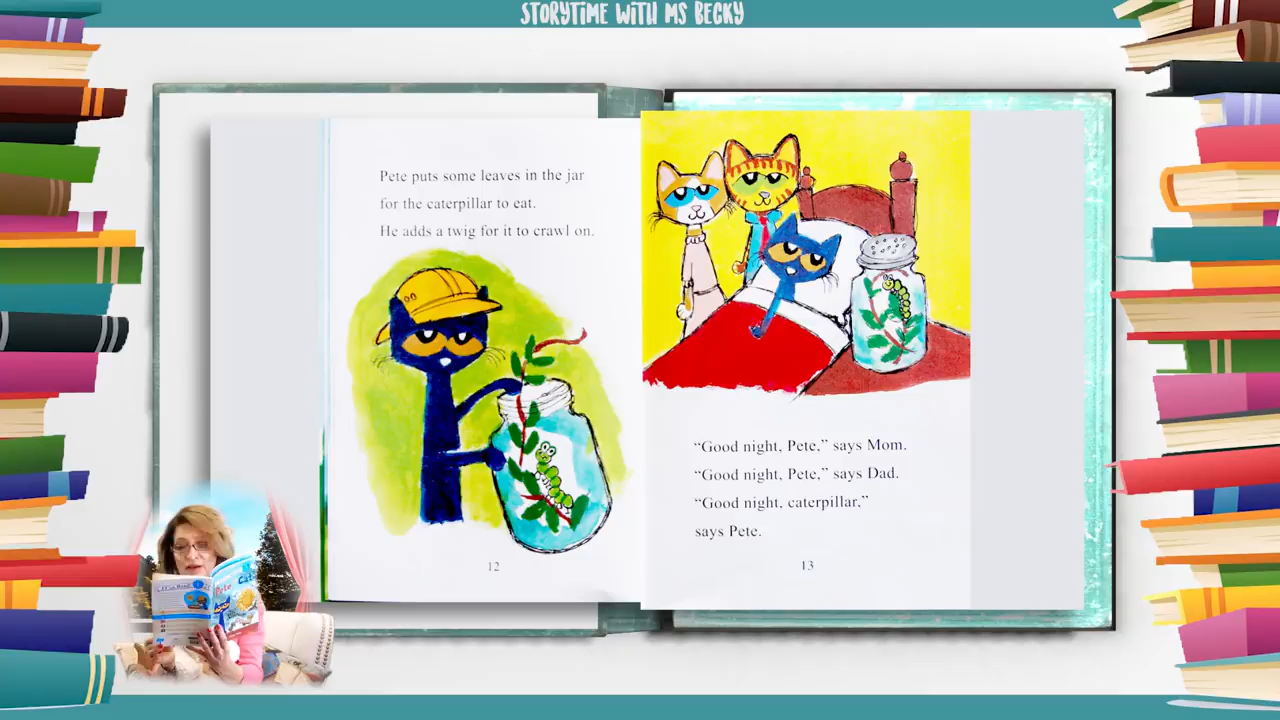 STORYTIME WITH MS BECKY
Pete puts some leaves in the jar
for the caterpillar to eat.
He adds a twig for it to crawl on.
12
“Good night, Pete,” says Mom.
“Good night, Pete,” says Dad.
“Good night, caterpillar,”
says Pete.
13
Pete
Cat